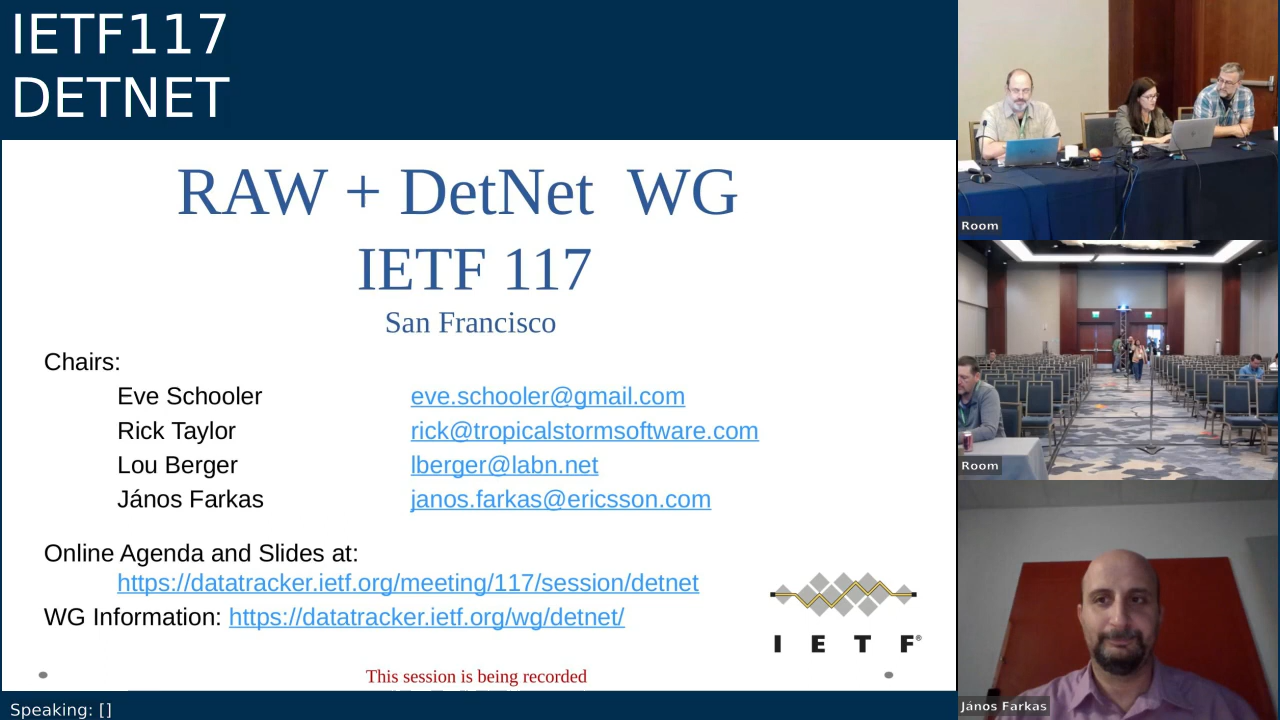 IETF117
DETNET
RAW + DetNet WG
IETF 117
San Francisco
Chairs:
Eve Schooler eve.schooler@gmail.com
Rick Taylor rick@tropicalstormsoftware.com
Lou Berger lberger@labn.net
János Farkas janos.farkas@ericsson.com
Online Agenda and Slides at:
https://datatracker.ietf.org/meeting/117/session/detnet
WG Information: https://datatracker.ietf.org/wg/detnet/
I E T F®
This session is being recorded
Speaking: []
Room
Room
János Farkas